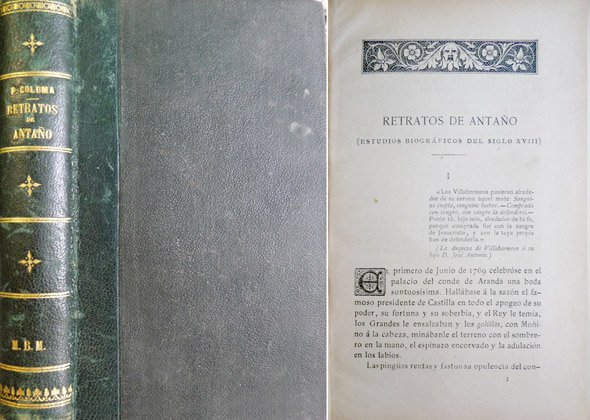 P. COLOMA
RETRATOS
DE
ANTAÑO
M. B. M.
RETRATOS DE ANTAÑO
(ESTUDIOS BIOGRÁFICOS DEL SIGLO XVIII)
I
«Los Villahermosa pusieron alrede-
dor de su corona aquel mote: Sangui-
ne empta, sanguine tuebor.—Comprada
con sangre, con sangre la defenderé.—
Ponlo tú, hijo mío, alrededor de tu fe,
porque comprada fué con la sangre
de Jesucristo, y con la tuya propia
has de defenderla.»
(La duquesa de Villahermosa á su
hijo D. José Antonio.)
EL primero de Junio de 1769 celebróse en el
palacio del conde de Aranda una boda
suntuosísima. Hallábase á la sazón el fa-
moso presidente de Castilla en todo el apogeo de su
poder, su fortuna y su soberbia, y el Rey le temía,
los Grandes le ensalzaban y los golillas, con Moñi-
no á la cabeza, minábanle el terreno con el sombre-
ro en la mano, el espinazo encorvado y la adulación
en los labios.
Las pingües rentas y fastuosa opulencia del con-
1